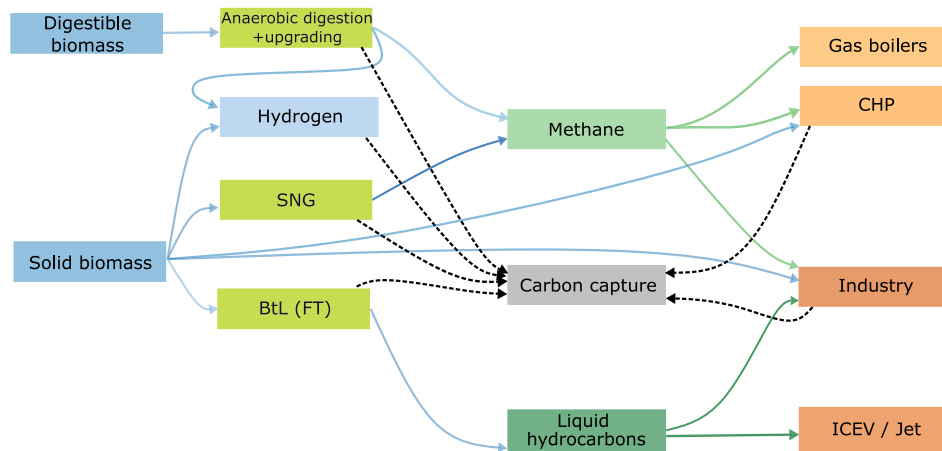 Digestible
biomass
Anaerobic digestion
+upgrading
Gas boilers
Hydrogen
Methane
CHP
SNG
Solid biomass
Carbon capture
Industry
BtL (FT)
Liquid
hydrocarbons
ICEV / Jet